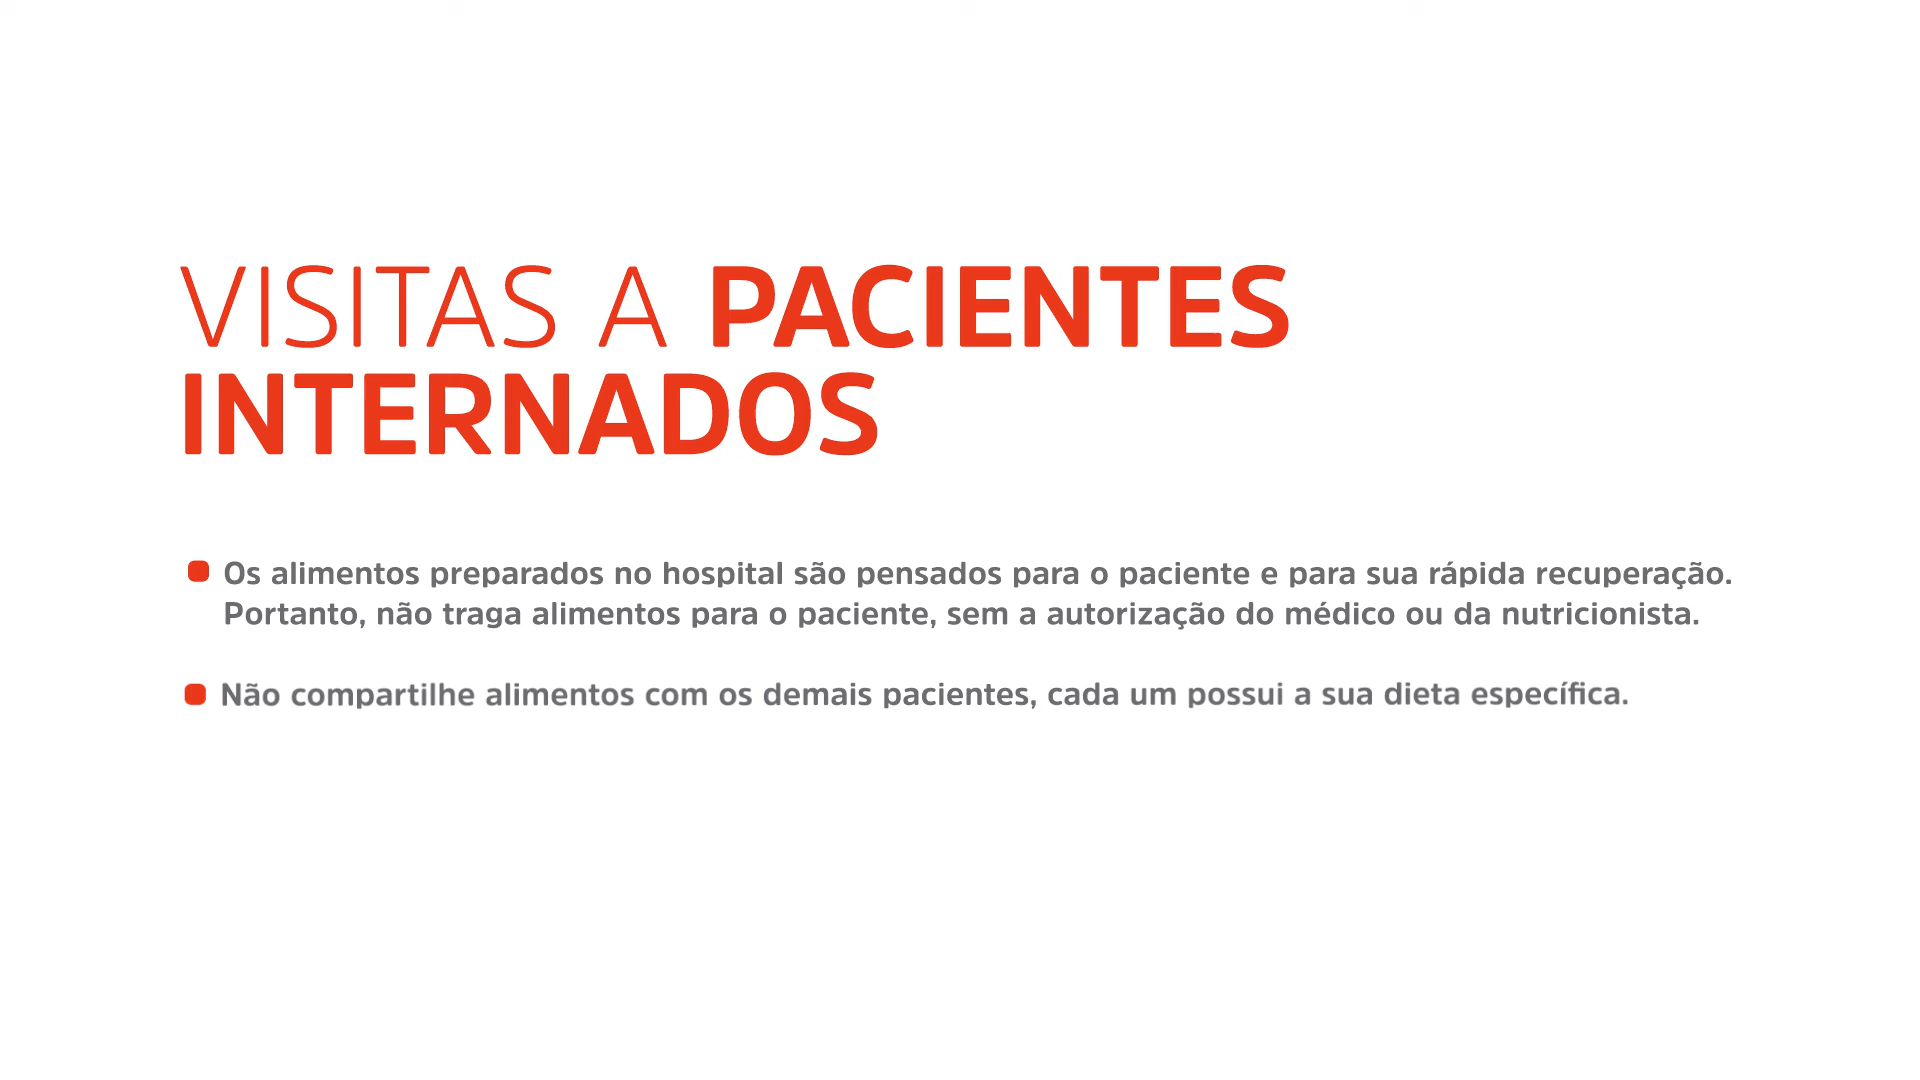 VISITAS A PACIENTES
INTERNADOS
Os alimentos preparados no hospital são pensados para o paciente e para sua rápida recuperação.
Portanto, não traga alimentos para o paciente, sem a autorização do médico ou da nutricionista.
Não compartilhe alimentos com os demais pacientes, cada um possui a sua dieta específica.